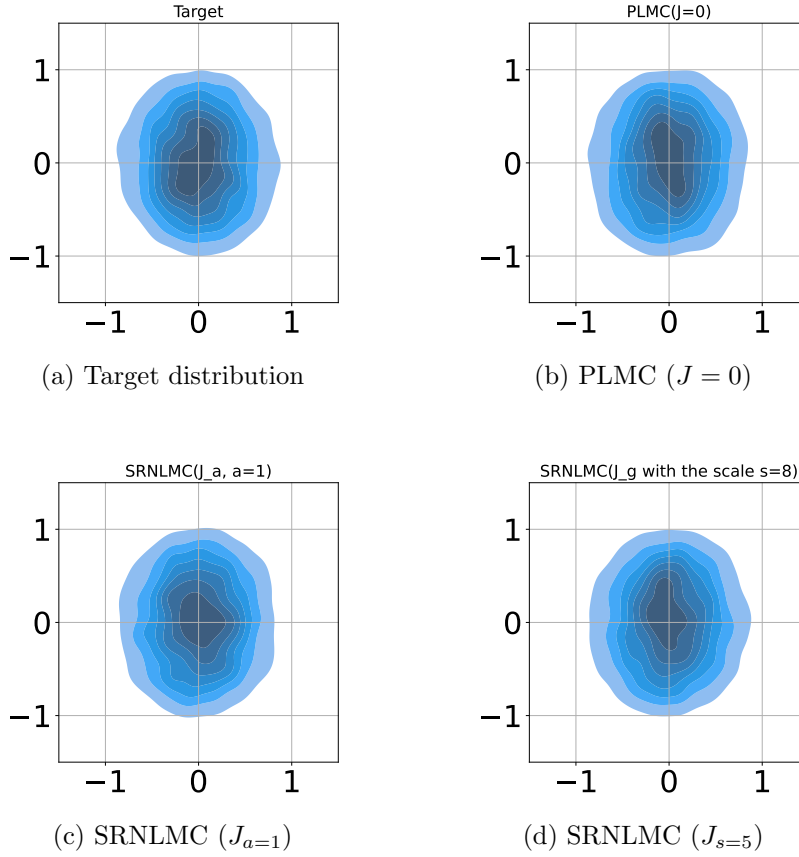 Target
PLMC(J=0)
1
0
−1
−1 0 1
1
0
−1
−1 0 1
(a) Target distribution
(b) PLMC (J = 0)
SRNLMC(J_a, a=1)
SRNLMC(J_g with the scale s=8)
1
0
−1
−1 0 1
1
0
−1
−1 0 1
(c) SRNLMC (J_{a=1})
(d) SRNLMC (J_{s=5})